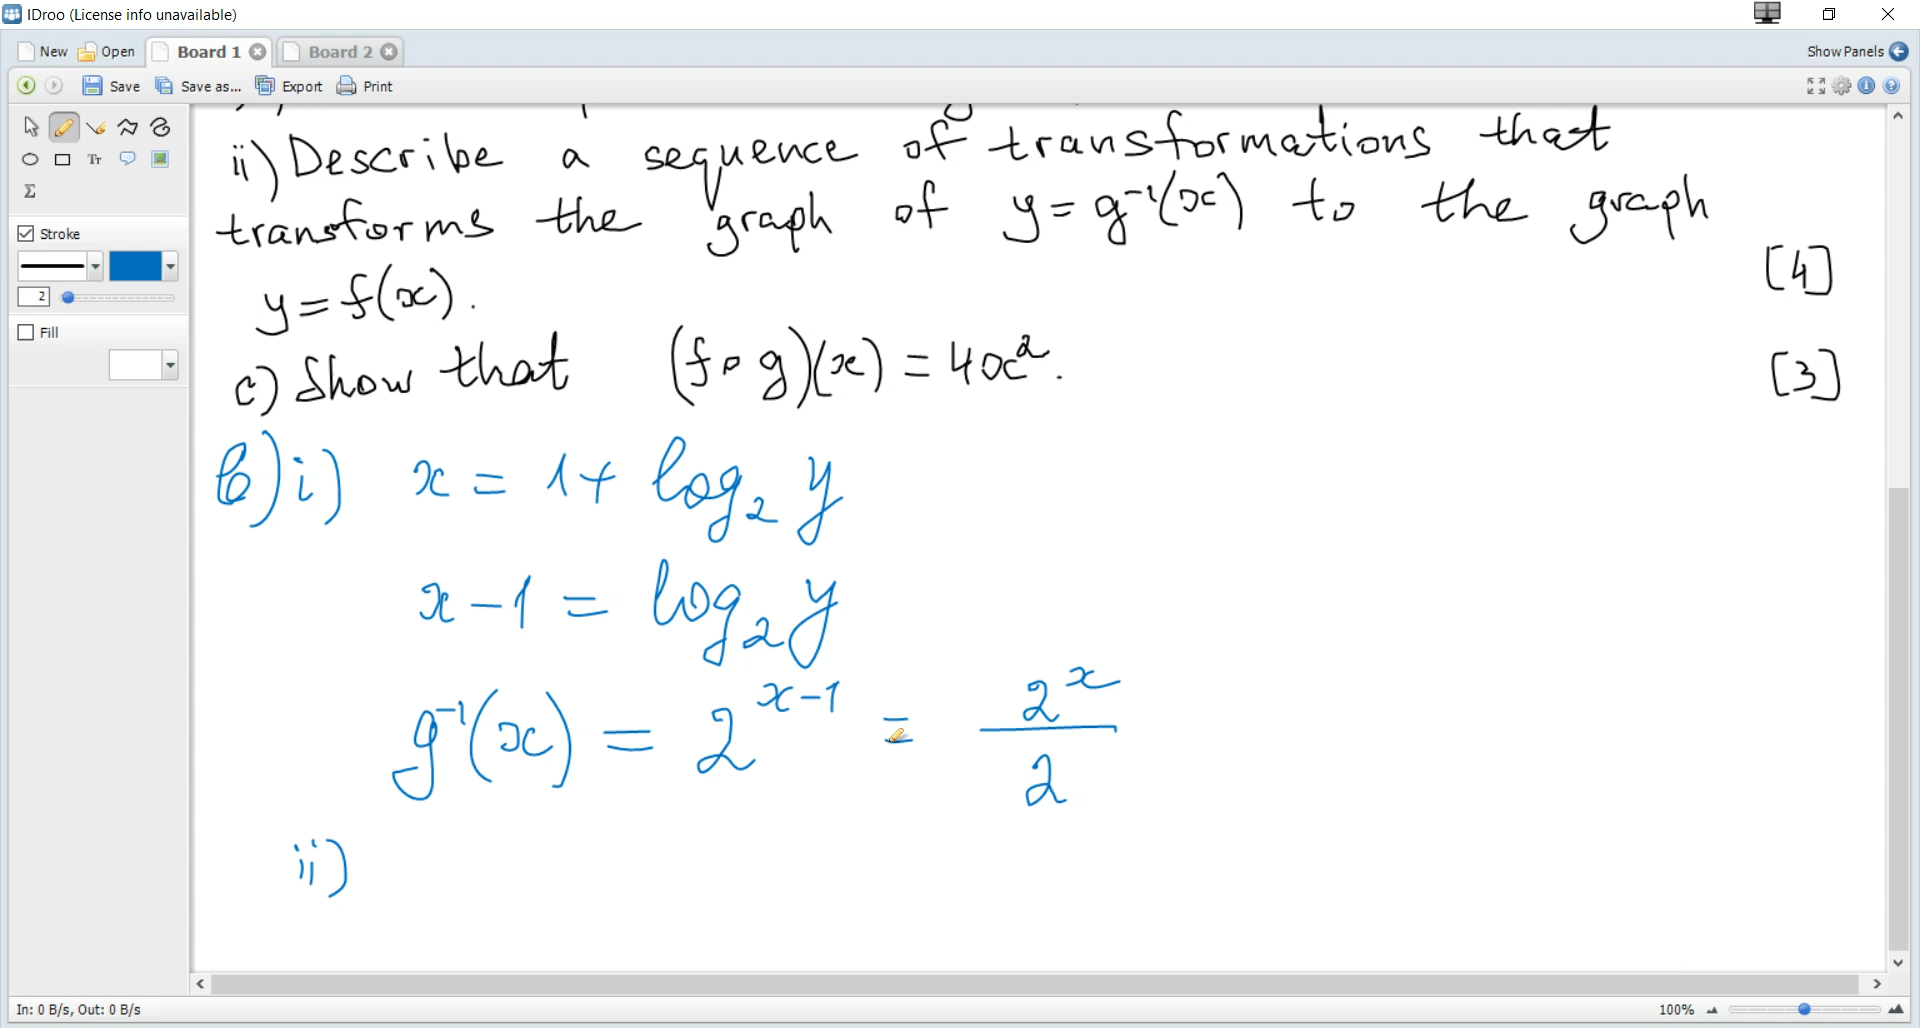 IDroo (License info unavailable)
New Open Board 1 Board 2 Show Panels
Save Save as... Export Print
Tr
Σ
Stroke
2
Fill
ii) Describe a sequence of transformations that
transforms the graph of y = g⁻¹(x) to the graph
y = f(x). [4]
c) Show that (f∘g)(x) = 4x². [3]
b) i) x = 1 + log₂ y
x − 1 = log₂ y
g⁻¹(x) = 2^(x−1) = 2^x / 2
ii)
In: 0 B/s, Out: 0 B/s 100%